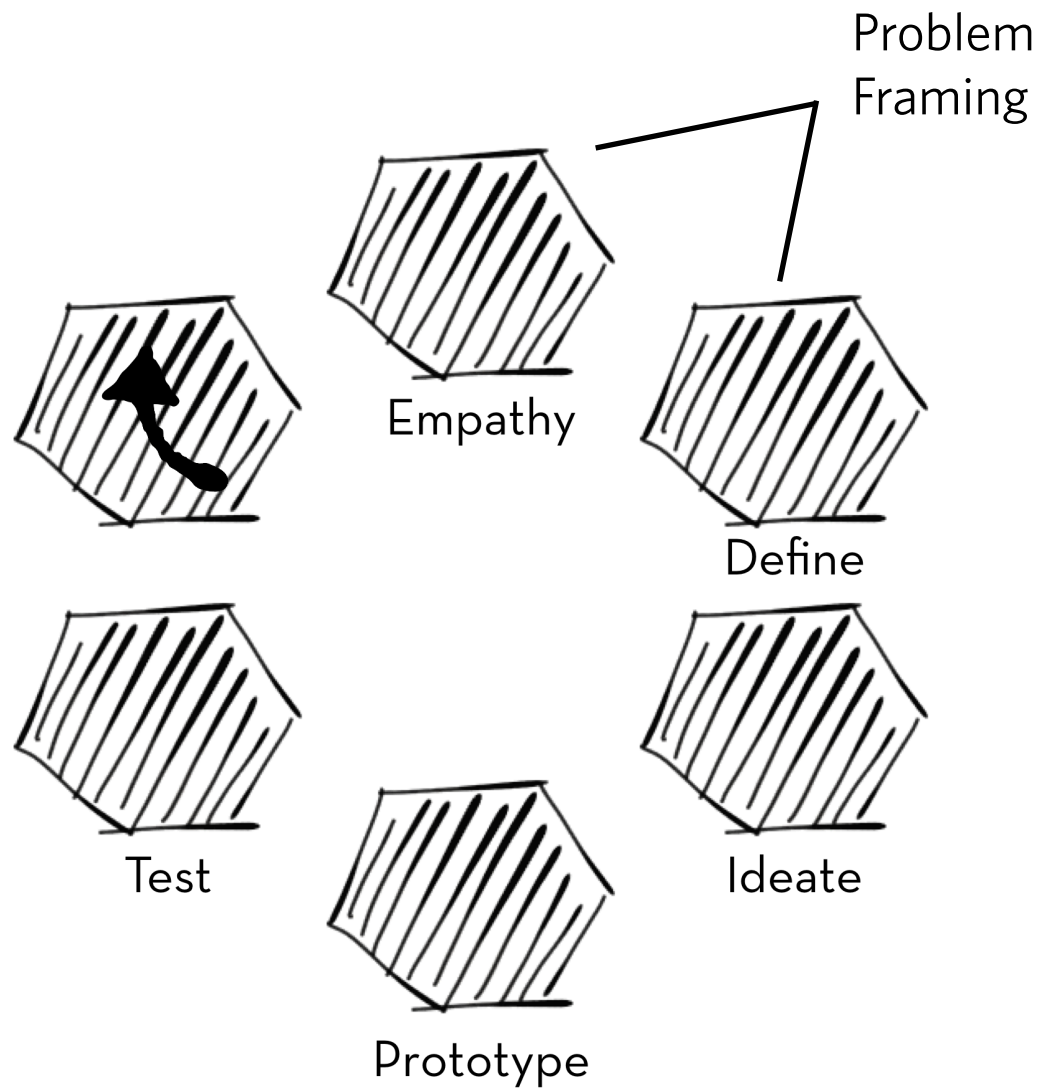 Problem
Framing
Empathy
Define
Test
Ideate
Prototype